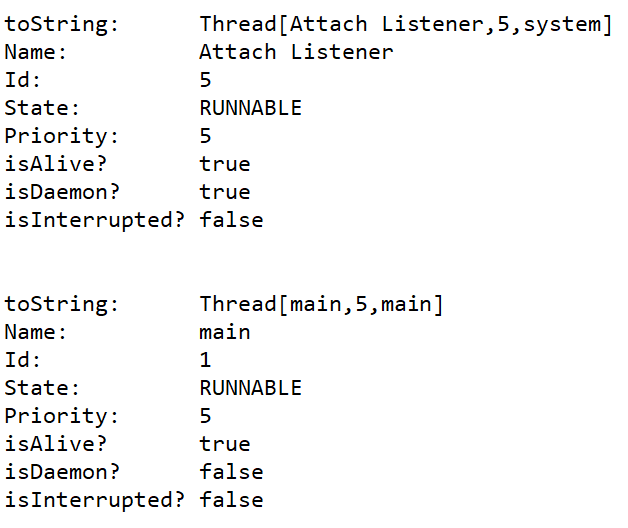 toString:      Thread[Attach Listener,5,system]
Name:          Attach Listener
Id:            5
State:         RUNNABLE
Priority:      5
isAlive?       true
isDaemon?      true
isInterrupted? false
toString:      Thread[main,5,main]
Name:          main
Id:            1
State:         RUNNABLE
Priority:      5
isAlive?       true
isDaemon?      false
isInterrupted? false